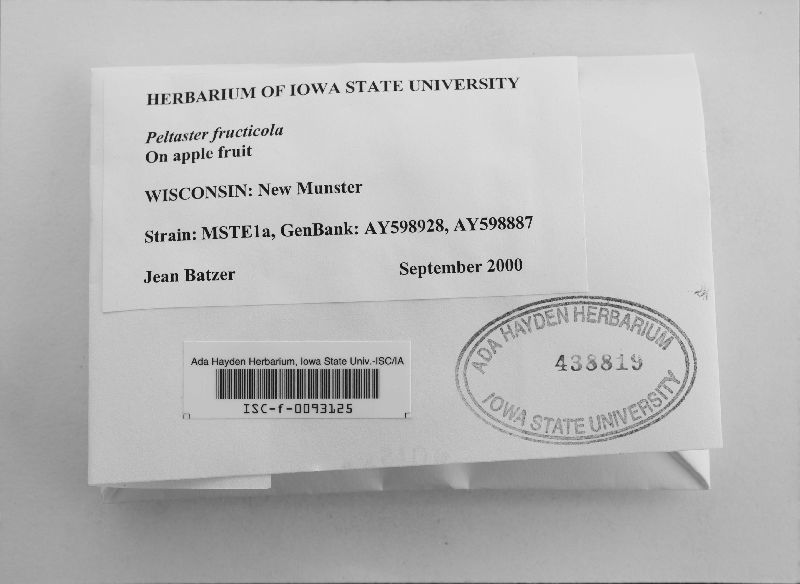 HERBARIUM OF IOWA STATE UNIVERSITY
Peltaster fructicola
On apple fruit
WISCONSIN: New Munster
Strain: MSTE1a, GenBank: AY598928, AY598887
Jean Batzer September 2000
Ada Hayden Herbarium, Iowa State Univ.-ISC/IA
ISC-f-0093125
ADA HAYDEN HERBARIUM
438819
IOWA STATE UNIVERSITY